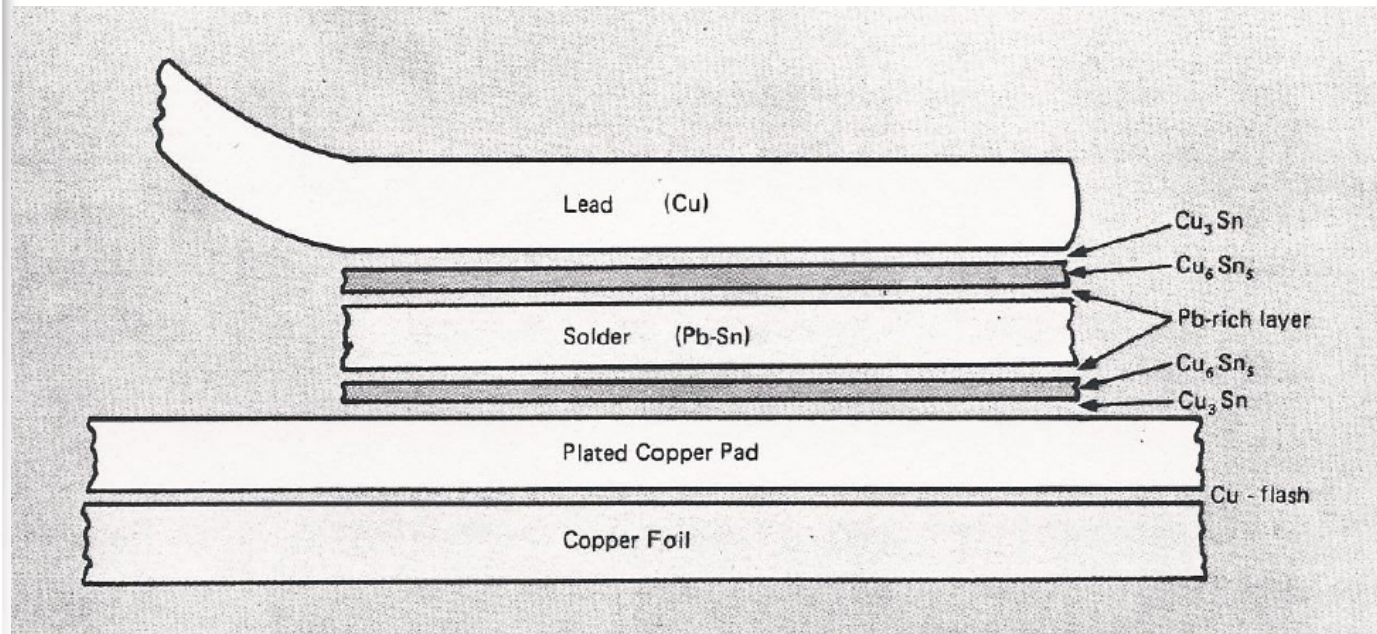 Lead (Cu)
Cu₃Sn
Cu₆Sn₅
Pb-rich layer
Solder (Pb-Sn)
Cu₆Sn₅
Cu₃Sn
Plated Copper Pad
Cu - flash
Copper Foil